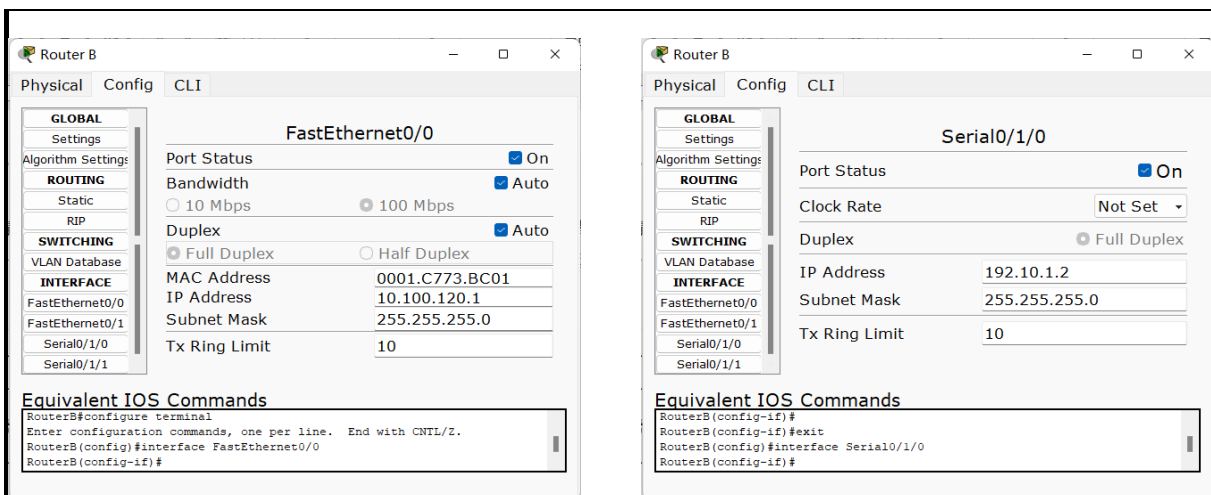 Router B
Physical Config CLI
GLOBAL
Settings
Algorithm Settings
ROUTING
Static
RIP
SWITCHING
VLAN Database
INTERFACE
FastEthernet0/0
FastEthernet0/1
Serial0/1/0
Serial0/1/1
FastEthernet0/0
Port Status On
Bandwidth Auto
10 Mbps 100 Mbps
Duplex Auto
Full Duplex Half Duplex
MAC Address 0001.C773.BC01
IP Address 10.100.120.1
Subnet Mask 255.255.255.0
Tx Ring Limit 10
Equivalent IOS Commands
RouterB#configure terminal
Enter configuration commands, one per line. End with CNTL/Z.
RouterB(config)#interface FastEthernet0/0
RouterB(config-if)#
Router B
Physical Config CLI
GLOBAL
Settings
Algorithm Settings
ROUTING
Static
RIP
SWITCHING
VLAN Database
INTERFACE
FastEthernet0/0
FastEthernet0/1
Serial0/1/0
Serial0/1/1
Serial0/1/0
Port Status On
Clock Rate Not Set
Duplex Full Duplex
IP Address 192.10.1.2
Subnet Mask 255.255.255.0
Tx Ring Limit 10
Equivalent IOS Commands
RouterB(config-if)#
RouterB(config-if)#exit
RouterB(config)#interface Serial0/1/0
RouterB(config-if)#